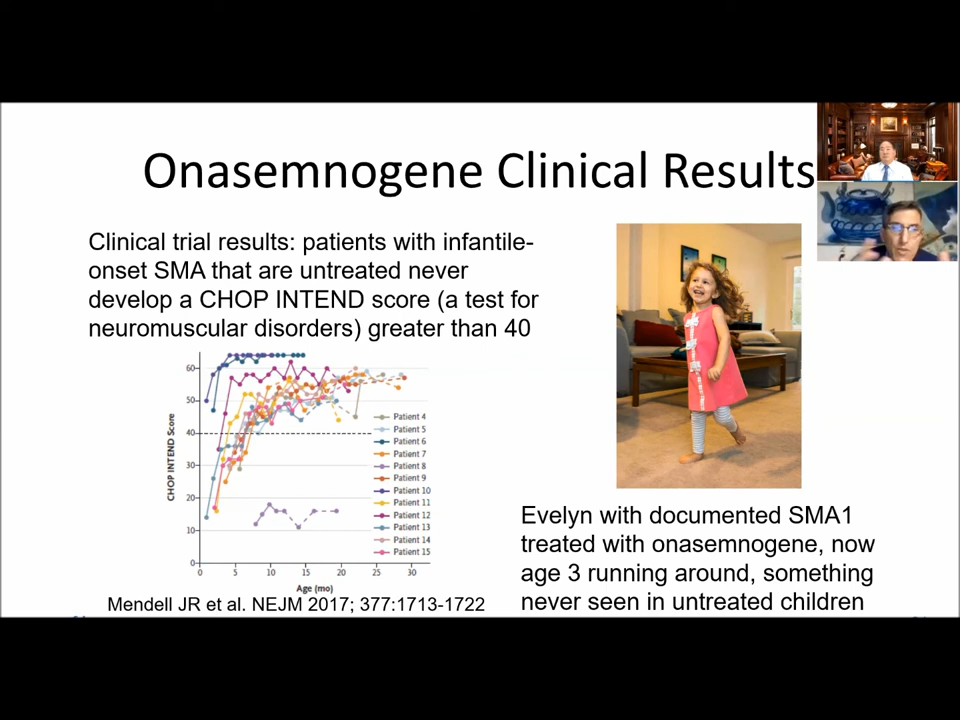 Onasemnogene Clinical Results
Clinical trial results: patients with infantile-
onset SMA that are untreated never
develop a CHOP INTEND score (a test for
neuromuscular disorders) greater than 40
60
50
40
30
20
10
0
CHOP INTEND Score
0 5 10 15 20 25 30
Age (mo)
Patient 4
Patient 5
Patient 6
Patient 7
Patient 8
Patient 9
Patient 10
Patient 11
Patient 12
Patient 13
Patient 14
Patient 15
Mendell JR et al. NEJM 2017; 377:1713-1722
Evelyn with documented SMA1
treated with onasemnogene, now
age 3 running around, something
never seen in untreated children